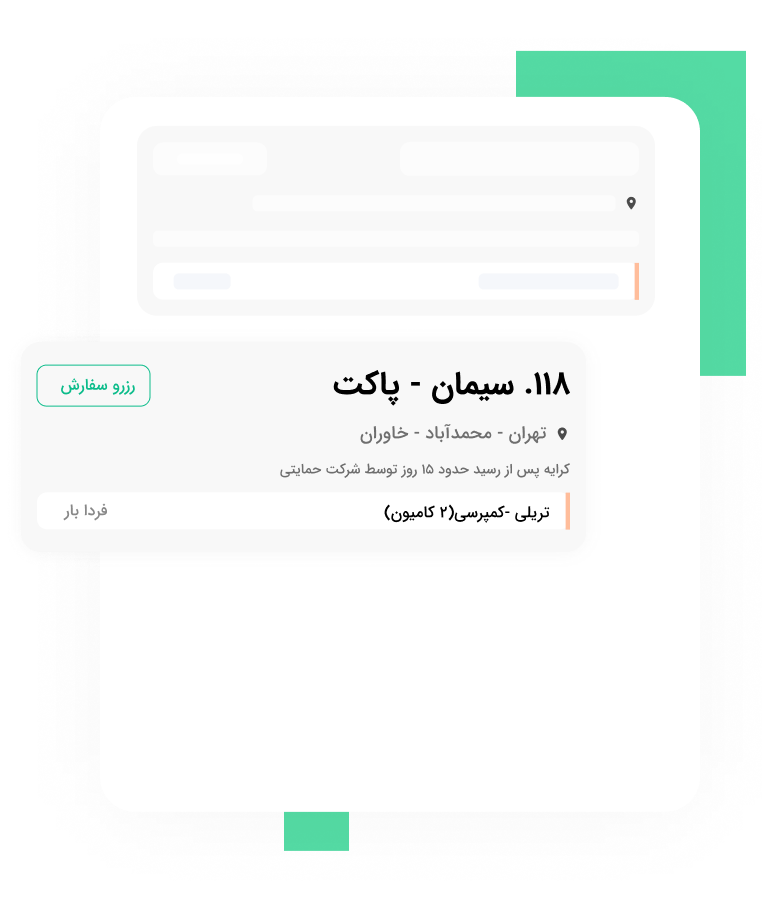 ۱۱۸. سیمان - پاکت
رزرو سفارش
تهران - محمدآباد - خاوران
کرایه پس از رسید حدود ۱۵ روز توسط شرکت حمایتی
تریلی -کمپرسی(۲ کامیون)
فردا بار